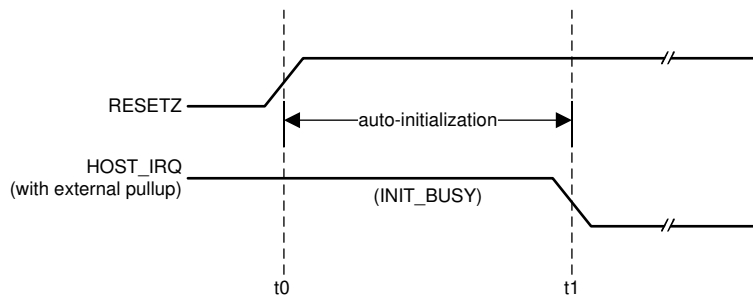 RESETZ
auto-initialization
HOST_IRQ
(with external pullup)
(INIT_BUSY)
t0
t1